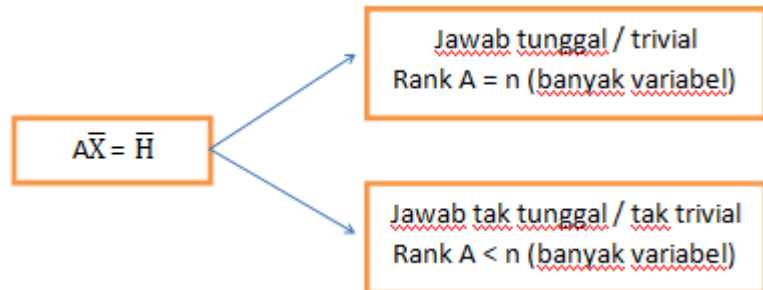 Jawab tunggal / trivial
Rank A = n (banyak variabel)
AX̅ = H̅
Jawab tak tunggal / tak trivial
Rank A < n (banyak variabel)